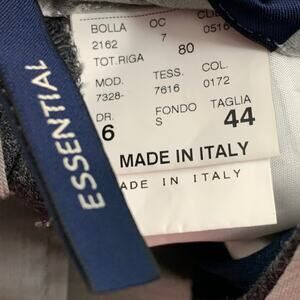 BOLLA OC
2162 7 0516
TOT.RIGA 80
MOD. TESS. COL.
7328- 7616 0172
DR. FONDO TAGLIA
6 S 44
MADE IN ITALY
ADE IN ITALY
ESSENTIAL